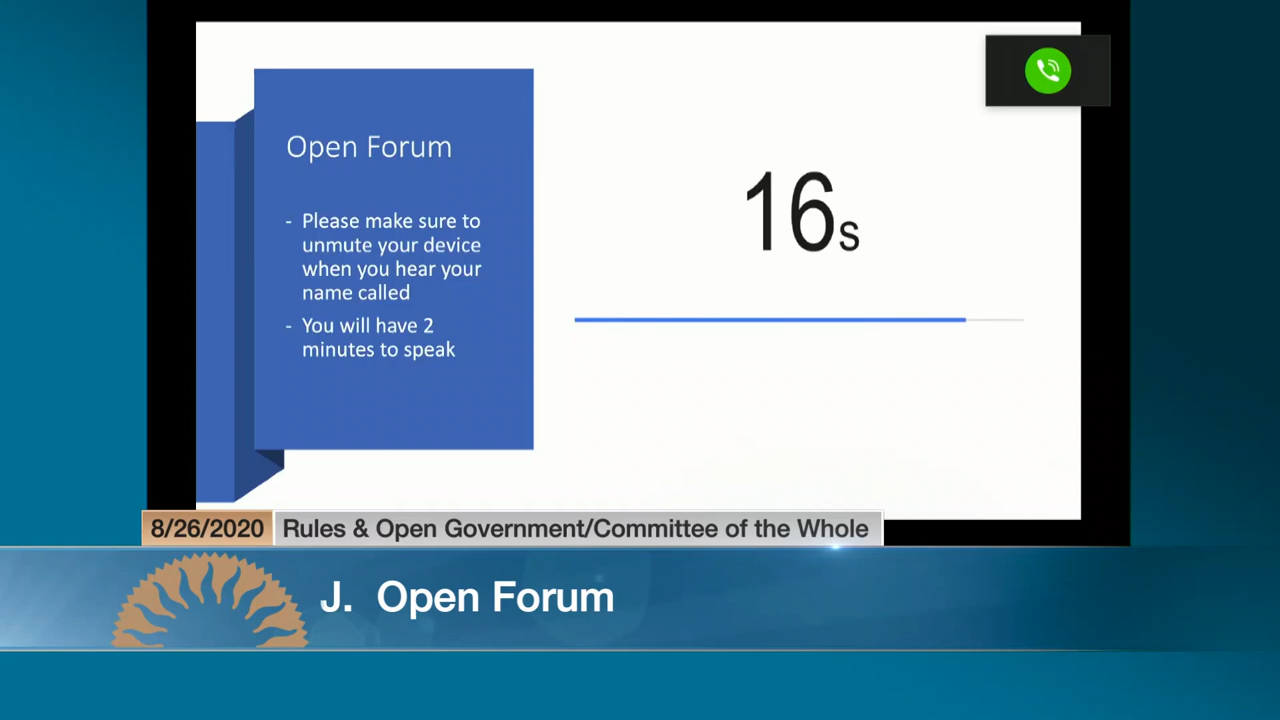 Open Forum
- Please make sure to
unmute your device
when you hear your
name called
- You will have 2
minutes to speak
16s
8/26/2020 Rules & Open Government/Committee of the Whole
J. Open Forum